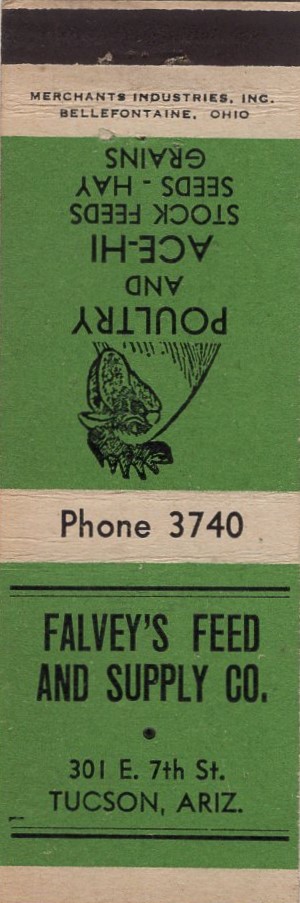 MERCHANTS INDUSTRIES, INC.
BELLEFONTAINE, OHIO
POULTRY
AND
ACE-HI
STOCK FEEDS
SEEDS - HAY
GRAINS
Phone 3740
FALVEY'S FEED
AND SUPPLY CO.
301 E. 7th St.
TUCSON, ARIZ.